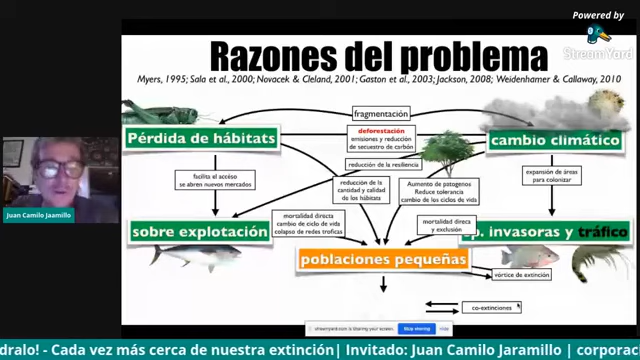 Powered by
StreamYard
Razones del problema
Myers, 1995; Sala et al., 2000; Novacek & Cleland, 2001; Gaston et al., 2003; Jackson, 2008; Weidenhamer & Callaway, 2010
fragmentación
Pérdida de hábitats
deforestación
emisiones y reducción
de secuestro de carbón
cambio climático
reducción de la resiliencia
facilita el acceso
se abren nuevos mercados
reducción de la
cantidad y calidad
de los hábitats
Aumento de patogenos
Reduce tolerancia
cambio de los ciclos de vida
expansión de áreas
para colonizar
Juan Camilo Jaamillo
sobre explotación
mortalidad directa
cambio de ciclo de vida
colapso de redes troficas
mortalidad direca
y exclusión
sp. invasoras y tráfico
poblaciones pequeñas
vórtice de extinción
co-extinciones
streamyard.com is sharing your screen.
Stop sharing
Hide
dralo! - Cada vez más cerca de nuestra extinción| Invitado: Juan Camilo Jaramillo | corporac